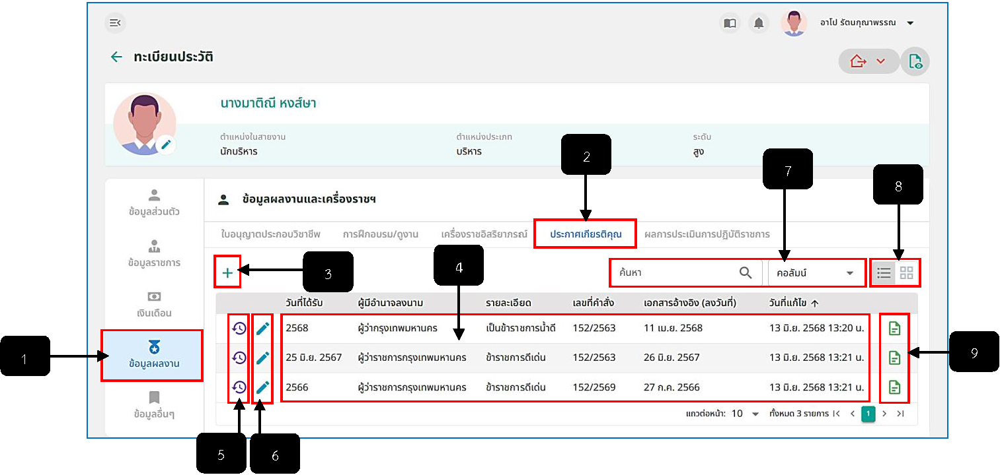 อาโป รัตนกุณาพรรณ
ทะเบียนประวัติ
นางมาติณี หงส์ษา
ตำแหน่งในสายงาน ตำแหน่งประเภท ระดับ
นักบริหาร บริหาร สูง
2
7
8
ข้อมูลส่วนตัว
ข้อมูลผลงานและเครื่องราชฯ
ใบอนุญาตประกอบวิชาชีพ การฝึกอบรม/ดูงาน เครื่องราชอิสริยาภรณ์ ประกาศเกียรติคุณ ผลการประเมินการปฏิบัติราชการ
ข้อมูลราชการ
3
4
ค้นหา คอลัมน์
วันที่ได้รับ ผู้มีอำนาจลงนาม รายละเอียด เลขที่คำสั่ง เอกสารอ้างอิง (ลงวันที่) วันที่แก้ไข
เงินเดือน
2568 ผู้ว่ากรุงเทพมหานคร เป็นข้าราชการน้ำดี 152/2563 11 เม.ย. 2568 13 มิ.ย. 2568 13:20 น.
1
ข้อมูลผลงาน
25 มิ.ย. 2567 ผู้ว่าราชการกรุงเทพมหานคร ข้าราชการดีเด่น 152/2563 26 มิ.ย. 2567 13 มิ.ย. 2568 13:21 น.
9
2566 ผู้ว่าราชการกรุงเทพมหานคร ข้าราชการดีเด่น 152/2569 27 ก.ค. 2566 13 มิ.ย. 2568 13:21 น.
ข้อมูลอื่นๆ
แถวต่อหน้า: 10 ทั้งหมด 3 รายการ 1
5
6